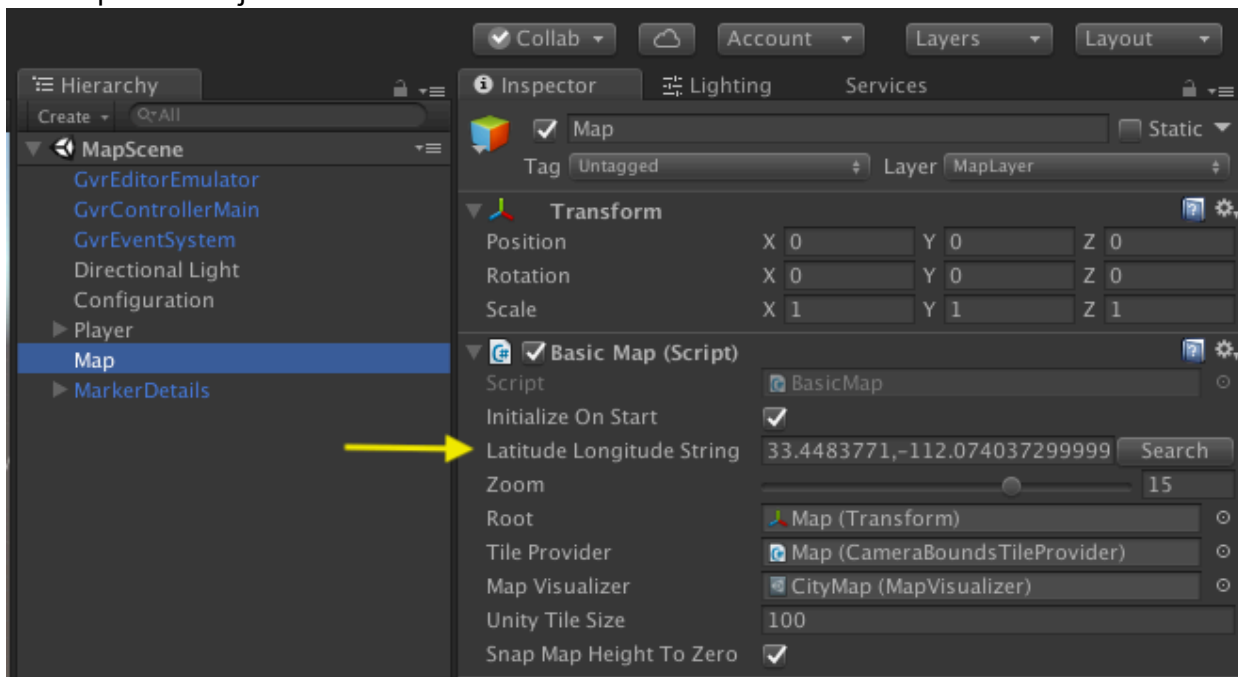 Collab Account Layers Layout
Hierarchy
Create All
MapScene
GvrEditorEmulator
GvrControllerMain
GvrEventSystem
Directional Light
Configuration
Player
Map
MarkerDetails
Inspector Lighting Services
Map Static
Tag Untagged Layer MapLayer
Transform
Position X 0 Y 0 Z 0
Rotation X 0 Y 0 Z 0
Scale X 1 Y 1 Z 1
Basic Map (Script)
Script BasicMap
Initialize On Start
Latitude Longitude String 33.4483771,-112.074037299999 Search
Zoom 15
Root Map (Transform)
Tile Provider Map (CameraBoundsTileProvider)
Map Visualizer CityMap (MapVisualizer)
Unity Tile Size 100
Snap Map Height To Zero